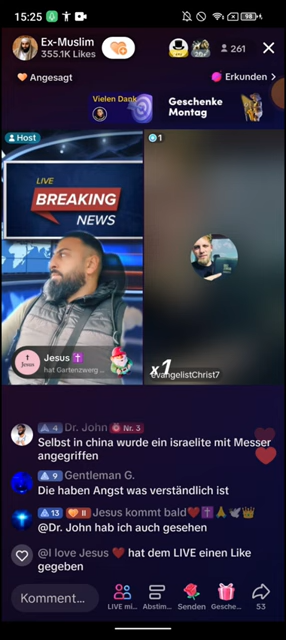 15:25
98
Ex-Muslim
355.1K Likes
261
Angesagt
Erkunden >
Vielen Dank
Geschenke
Montag
Host
1
LIVE
BREAKING
NEWS
Jesus
Jesus ✝️
hat Gartenzwerg ...
x1
evangelistChrist7
4 Dr. John Nr. 3
Selbst in china wurde ein israelite mit Messer
angegriffen
9 Gentleman G.
Die haben Angst was verständlich ist
13 II Jesus kommt bald❤️✝️🙏🕊️👑
@Dr. John hab ich auch gesehen
@I love Jesus ❤️ hat dem LIVE einen Like
gegeben
Komment...
LIVE mi...
Abstim...
Senden
Gesche...
53